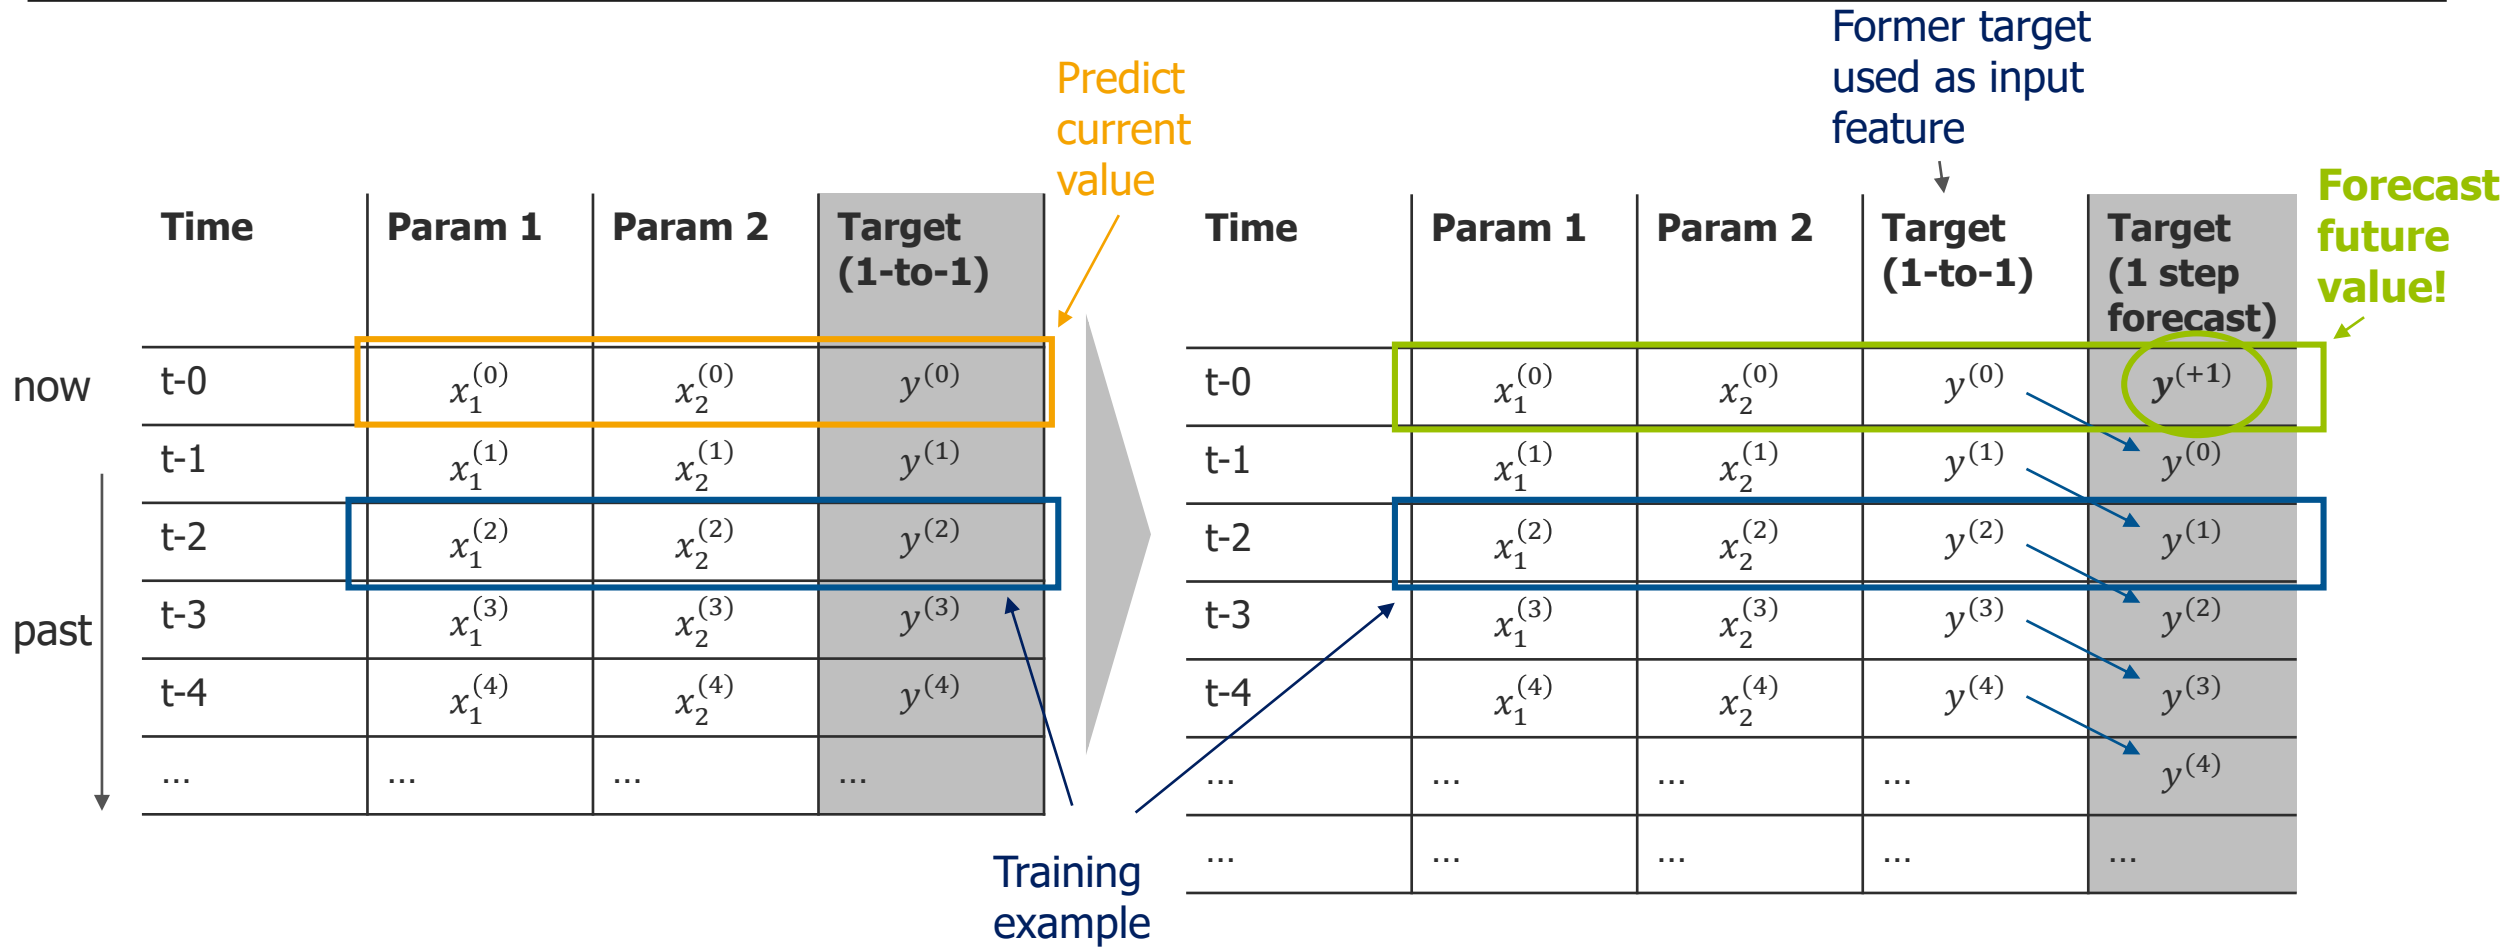 Former target
used as input
feature
Predict
current
value
Forecast
future
value!
Time Param 1 Param 2 Target
(1-to-1)
now t-0 x₁⁽⁰⁾ x₂⁽⁰⁾ y⁽⁰⁾
t-1 x₁⁽¹⁾ x₂⁽¹⁾ y⁽¹⁾
t-2 x₁⁽²⁾ x₂⁽²⁾ y⁽²⁾
past t-3 x₁⁽³⁾ x₂⁽³⁾ y⁽³⁾
t-4 x₁⁽⁴⁾ x₂⁽⁴⁾ y⁽⁴⁾
... ... ... ...
Time Param 1 Param 2 Target
(1-to-1) Target
(1 step
forecast)
t-0 x₁⁽⁰⁾ x₂⁽⁰⁾ y⁽⁰⁾ y⁽⁺¹⁾
t-1 x₁⁽¹⁾ x₂⁽¹⁾ y⁽¹⁾ y⁽⁰⁾
t-2 x₁⁽²⁾ x₂⁽²⁾ y⁽²⁾ y⁽¹⁾
t-3 x₁⁽³⁾ x₂⁽³⁾ y⁽³⁾ y⁽²⁾
t-4 x₁⁽⁴⁾ x₂⁽⁴⁾ y⁽⁴⁾ y⁽³⁾
... ... ... ... y⁽⁴⁾
... ... ... ... ...
Training
example